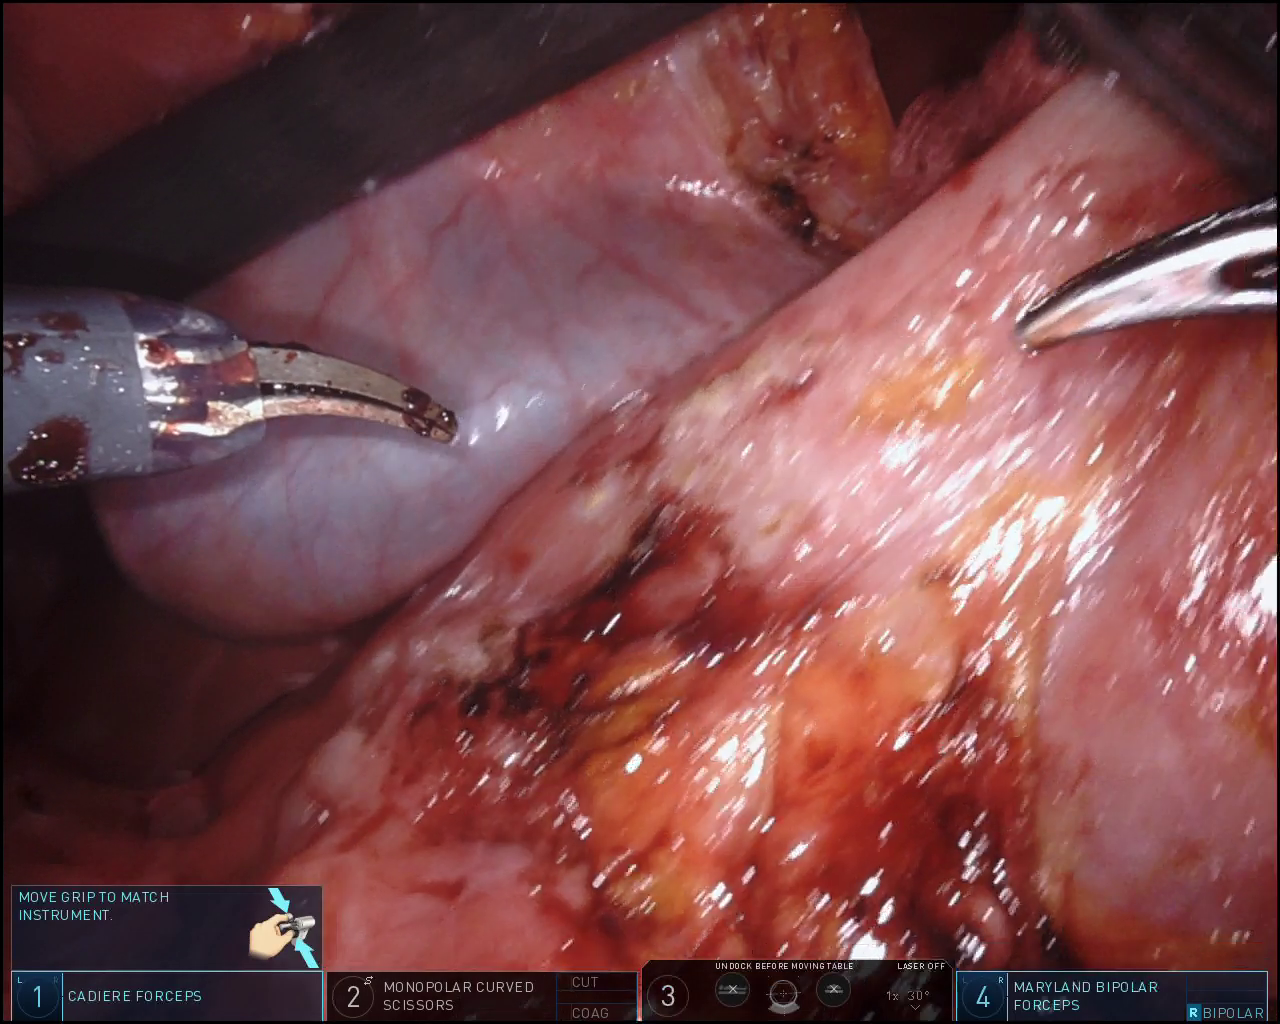 MOVE GRIP TO MATCH
INSTRUMENT.
L R
1 CADIERE FORCEPS
2 MONOPOLAR CURVED
SCISSORS
CUT
COAG
UNDOCK BEFORE MOVING TABLE LASER OFF
3 1x 30°
R
4 MARYLAND BIPOLAR
FORCEPS
R BIPOLAR